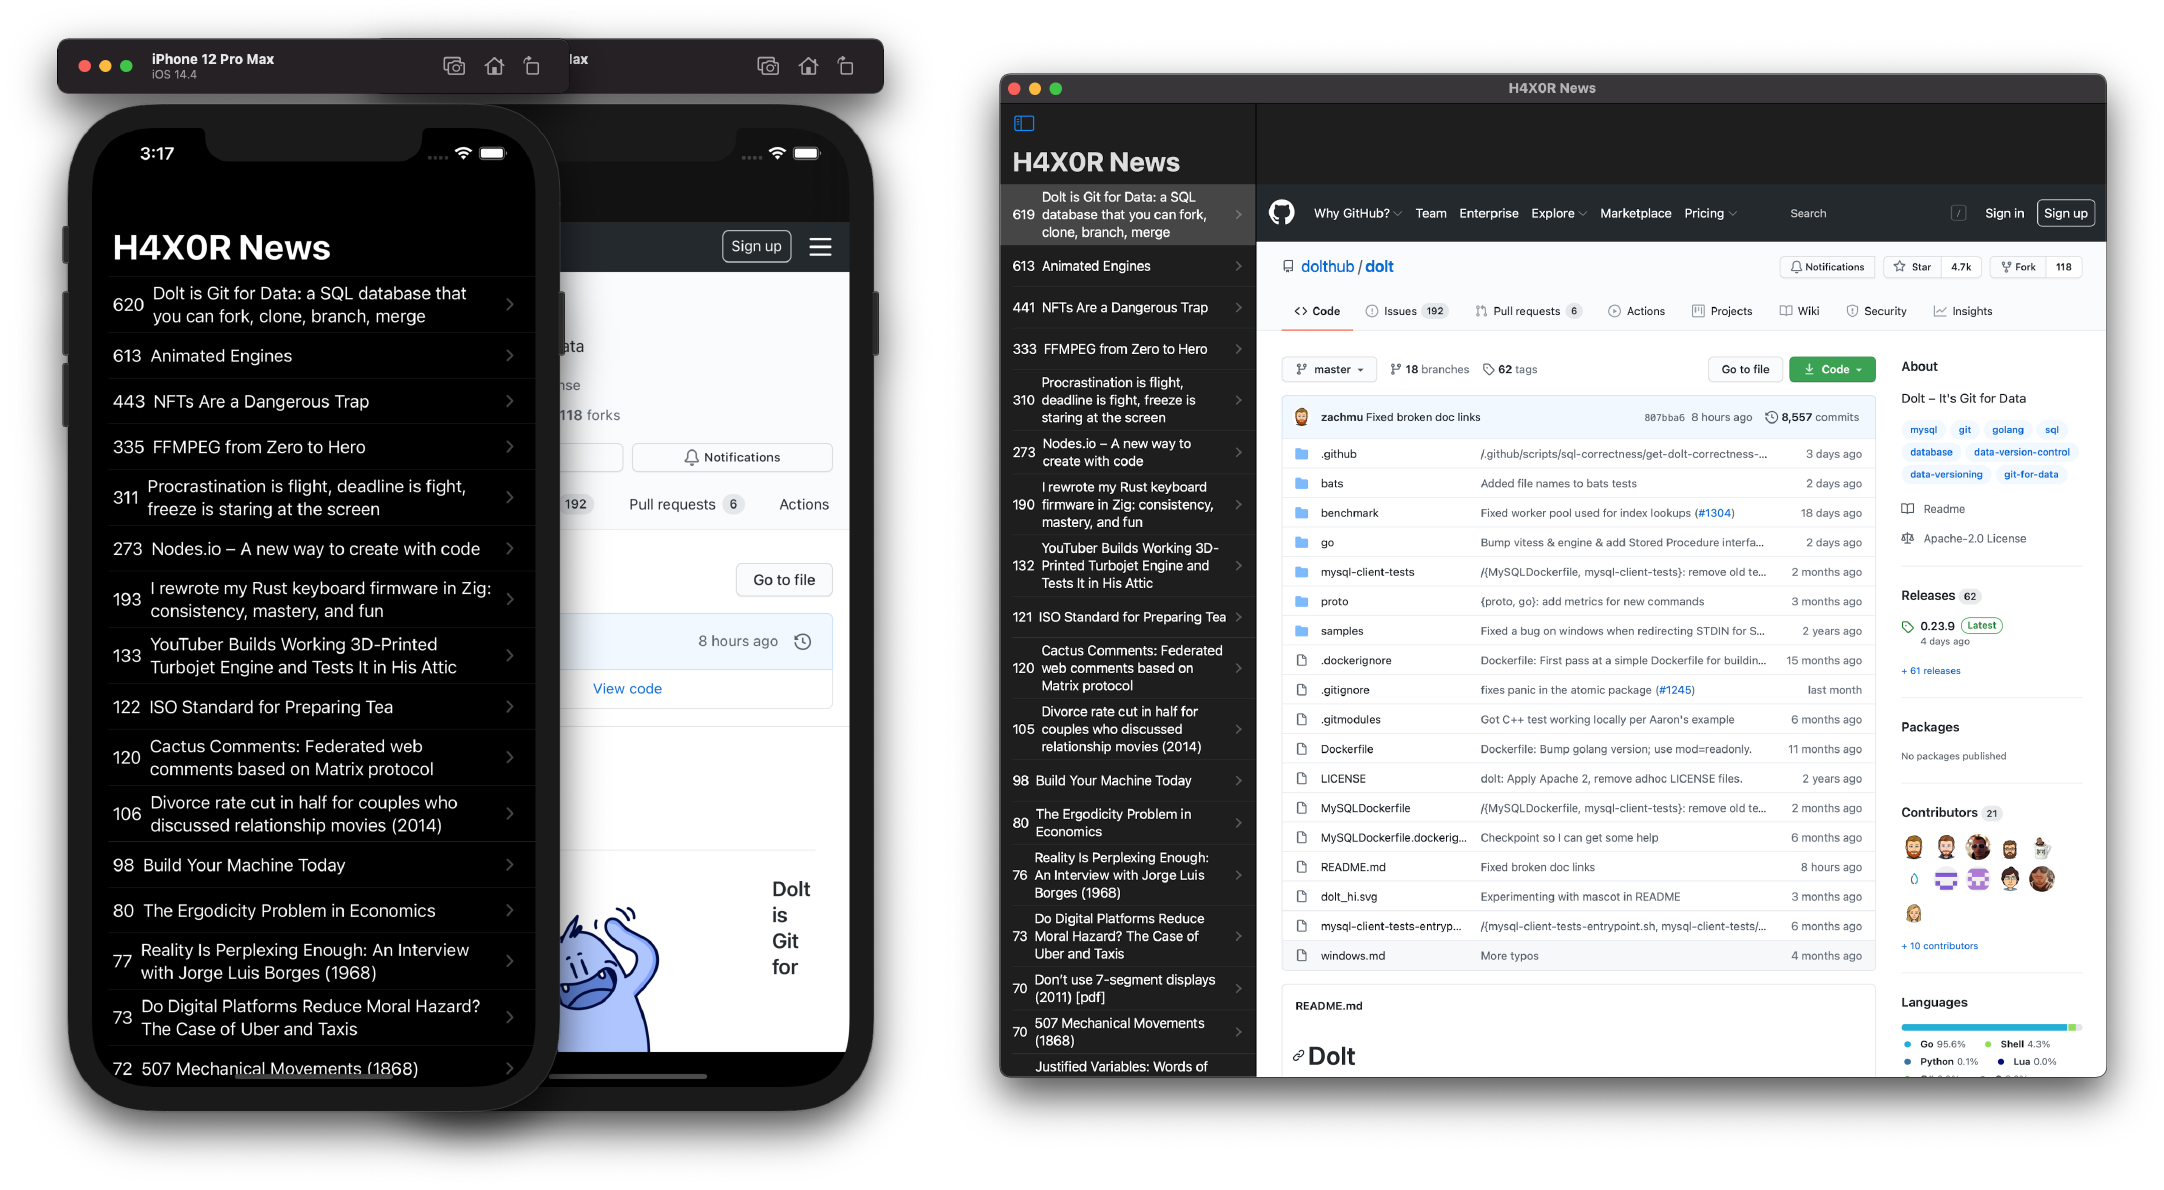 iPhone 12 Pro Max
iOS 14.4
3:17
H4X0R News
620 Dolt is Git for Data: a SQL database that
you can fork, clone, branch, merge
613 Animated Engines
443 NFTs Are a Dangerous Trap
335 FFMPEG from Zero to Hero
311 Procrastination is flight, deadline is fight,
freeze is staring at the screen
273 Nodes.io – A new way to create with code
193 I rewrote my Rust keyboard firmware in Zig:
consistency, mastery, and fun
133 YouTuber Builds Working 3D-Printed
Turbojet Engine and Tests It in His Attic
122 ISO Standard for Preparing Tea
120 Cactus Comments: Federated web
comments based on Matrix protocol
106 Divorce rate cut in half for couples who
discussed relationship movies (2014)
98 Build Your Machine Today
80 The Ergodicity Problem in Economics
77 Reality Is Perplexing Enough: An Interview
with Jorge Luis Borges (1968)
73 Do Digital Platforms Reduce Moral Hazard?
The Case of Uber and Taxis
72 507 Mechanical Movements (1868)
Max
Sign up
ata
nse
118 forks
Notifications
192 Pull requests 6 Actions
Go to file
8 hours ago
View code
Dolt
is
Git
for
H4X0R News
H4X0R News
619 Dolt is Git for Data: a SQL
database that you can fork,
clone, branch, merge
613 Animated Engines
441 NFTs Are a Dangerous Trap
333 FFMPEG from Zero to Hero
310 Procrastination is flight,
deadline is fight, freeze is
staring at the screen
273 Nodes.io – A new way to
create with code
190 I rewrote my Rust keyboard
firmware in Zig: consistency,
mastery, and fun
132 YouTuber Builds Working 3D-
Printed Turbojet Engine and
Tests It in His Attic
121 ISO Standard for Preparing Tea
120 Cactus Comments: Federated
web comments based on
Matrix protocol
105 Divorce rate cut in half for
couples who discussed
relationship movies (2014)
98 Build Your Machine Today
80 The Ergodicity Problem in
Economics
76 Reality Is Perplexing Enough:
An Interview with Jorge Luis
Borges (1968)
73 Do Digital Platforms Reduce
Moral Hazard? The Case of
Uber and Taxis
70 Don't use 7-segment displays
(2011) [pdf]
70 507 Mechanical Movements
(1868)
Justified Variables: Words of
Why GitHub? Team Enterprise Explore Marketplace Pricing Search / Sign in Sign up
dolthub / dolt Notifications Star 4.7k Fork 118
Code Issues 192 Pull requests 6 Actions Projects Wiki Security Insights
master 18 branches 62 tags Go to file Code
zachmu Fixed broken doc links 807bba6 8 hours ago 8,557 commits
.github /.github/scripts/sql-correctness/get-dolt-correctness-... 3 days ago
bats Added file names to bats tests 2 days ago
benchmark Fixed worker pool used for index lookups (#1304) 18 days ago
go Bump vitess & engine & add Stored Procedure interfa... 2 days ago
mysql-client-tests /{MySQLDockerfile, mysql-client-tests}: remove old te... 2 months ago
proto {proto, go}: add metrics for new commands 3 months ago
samples Fixed a bug on windows when redirecting STDIN for S... 2 years ago
.dockerignore Dockerfile: First pass at a simple Dockerfile for buildin... 15 months ago
.gitignore fixes panic in the atomic package (#1245) last month
.gitmodules Got C++ test working locally per Aaron's example 6 months ago
Dockerfile Dockerfile: Bump golang version; use mod=readonly. 11 months ago
LICENSE dolt: Apply Apache 2, remove adhoc LICENSE files. 2 years ago
MySQLDockerfile /{MySQLDockerfile, mysql-client-tests}: remove old te... 2 months ago
MySQLDockerfile.dockerig... Checkpoint so I can get some help 6 months ago
README.md Fixed broken doc links 8 hours ago
dolt_hi.svg Experimenting with mascot in README 3 months ago
mysql-client-tests-entryp... /{mysql-client-tests-entrypoint.sh, mysql-client-tests/... 6 months ago
windows.md More typos 4 months ago
README.md
Dolt
About
Dolt – It's Git for Data
mysql git golang sql
database data-version-control
data-versioning git-for-data
Readme
Apache-2.0 License
Releases 62
0.23.9 Latest
4 days ago
+ 61 releases
Packages
No packages published
Contributors 21
+ 10 contributors
Languages
Go 95.6% Shell 4.3%
Python 0.1% Lua 0.0%